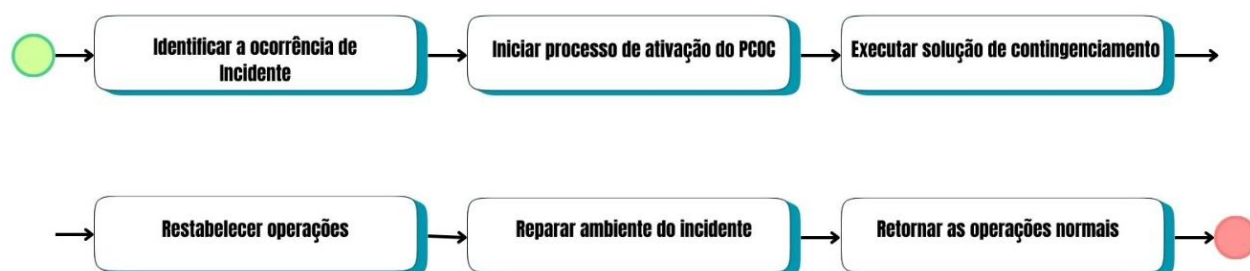 Identificar a ocorrência de
Incidente
Iniciar processo de ativação do PCOC
Executar solução de contingenciamento
Restabelecer operações
Reparar ambiente do incidente
Retornar as operações normais